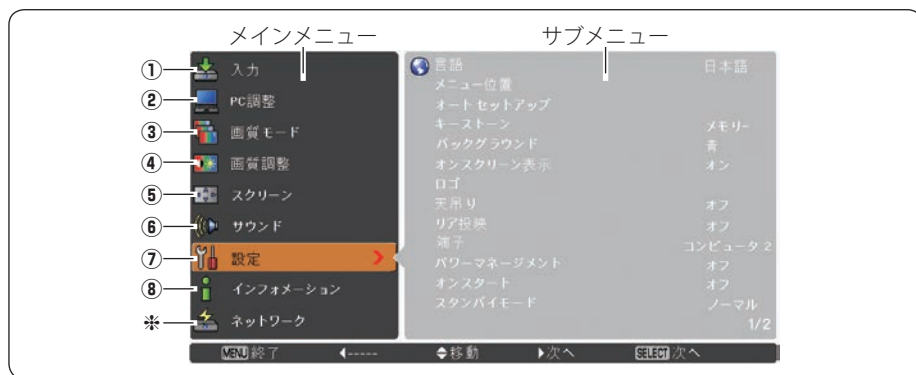 メインメニュー
サブメニュー
① 入力
② PC調整
③ 画質モード
④ 画質調整
⑤ スクリーン
⑥ サウンド
⑦ 設定
⑧ インフォメーション
※ ネットワーク
言語 日本語
メニュー位置
オートセットアップ
キーストーン メモリー
バックグラウンド 青
オンスクリーン表示 オン
ロゴ
天吊り オフ
リア投映 オフ
端子 コンピュータ 2
パワーマネージメント オフ
オンスタート オフ
スタンバイモード ノーマル
1/2
MENU 終了 ◀----- 移動 ▶次へ SELECT 次へ